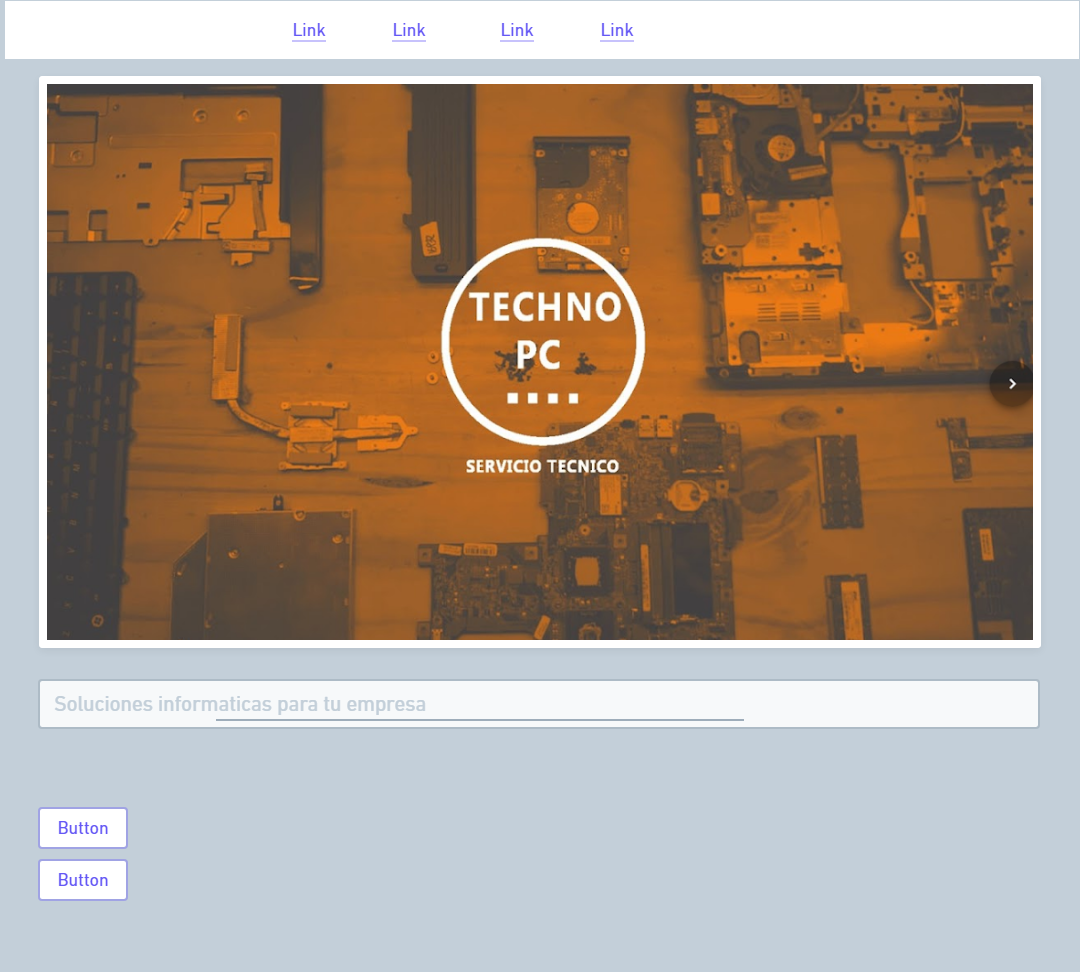 Link Link Link Link
TECHNO
PC
SERVICIO TECNICO
Soluciones informaticas para tu empresa
Button
Button